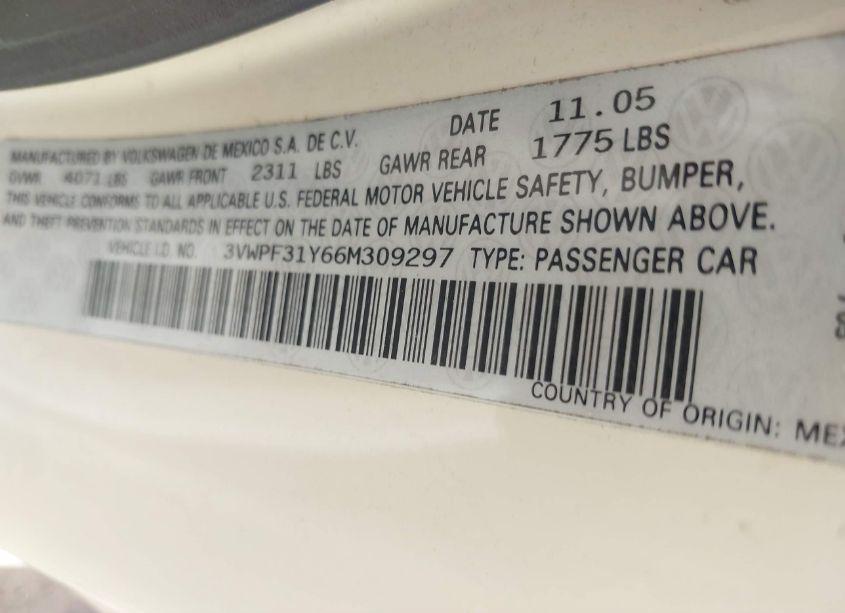 MANUFACTURED BY VOLKSWAGEN DE MEXICO S.A. DE C.V. DATE 11.05
GVWR 4071 LBS GAWR FRONT 2311 LBS GAWR REAR 1775 LBS
THIS VEHICLE CONFORMS TO ALL APPLICABLE U.S. FEDERAL MOTOR VEHICLE SAFETY, BUMPER,
AND THEFT PREVENTION STANDARDS IN EFFECT ON THE DATE OF MANUFACTURE SHOWN ABOVE.
VEHICLE I.D. NO. 3VWPF31Y66M309297 TYPE: PASSENGER CAR
COUNTRY OF ORIGIN: MEX